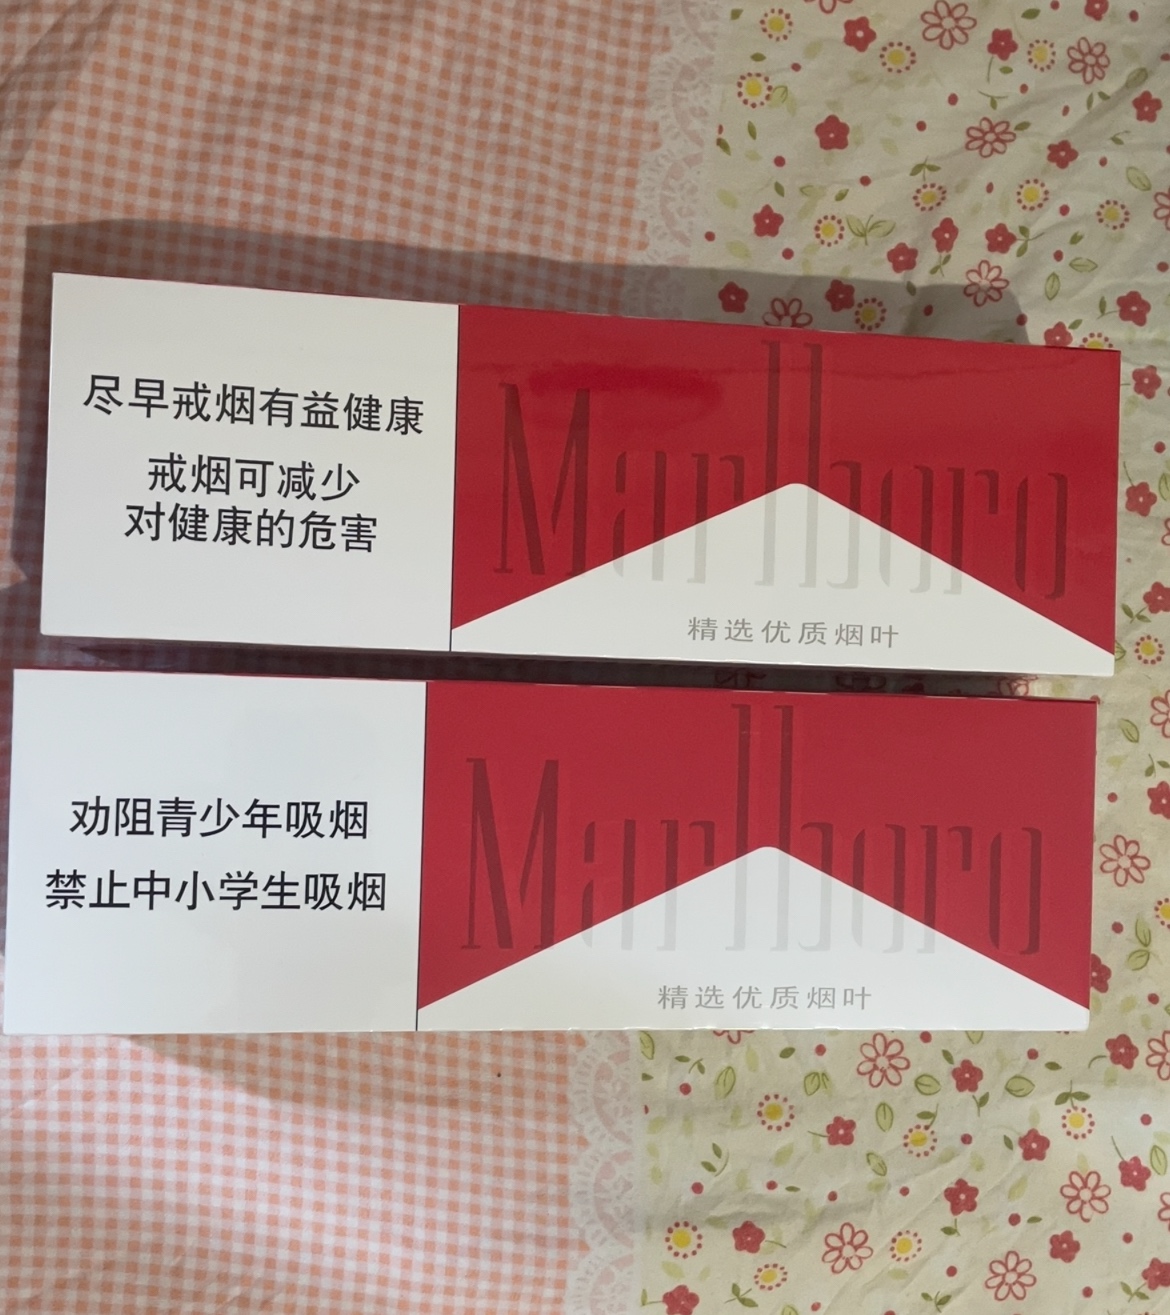 尽早戒烟有益健康
戒烟可减少
对健康的危害
Marlboro
精选优质烟叶
劝阻青少年吸烟
禁止中小学生吸烟
Marlboro
精选优质烟叶